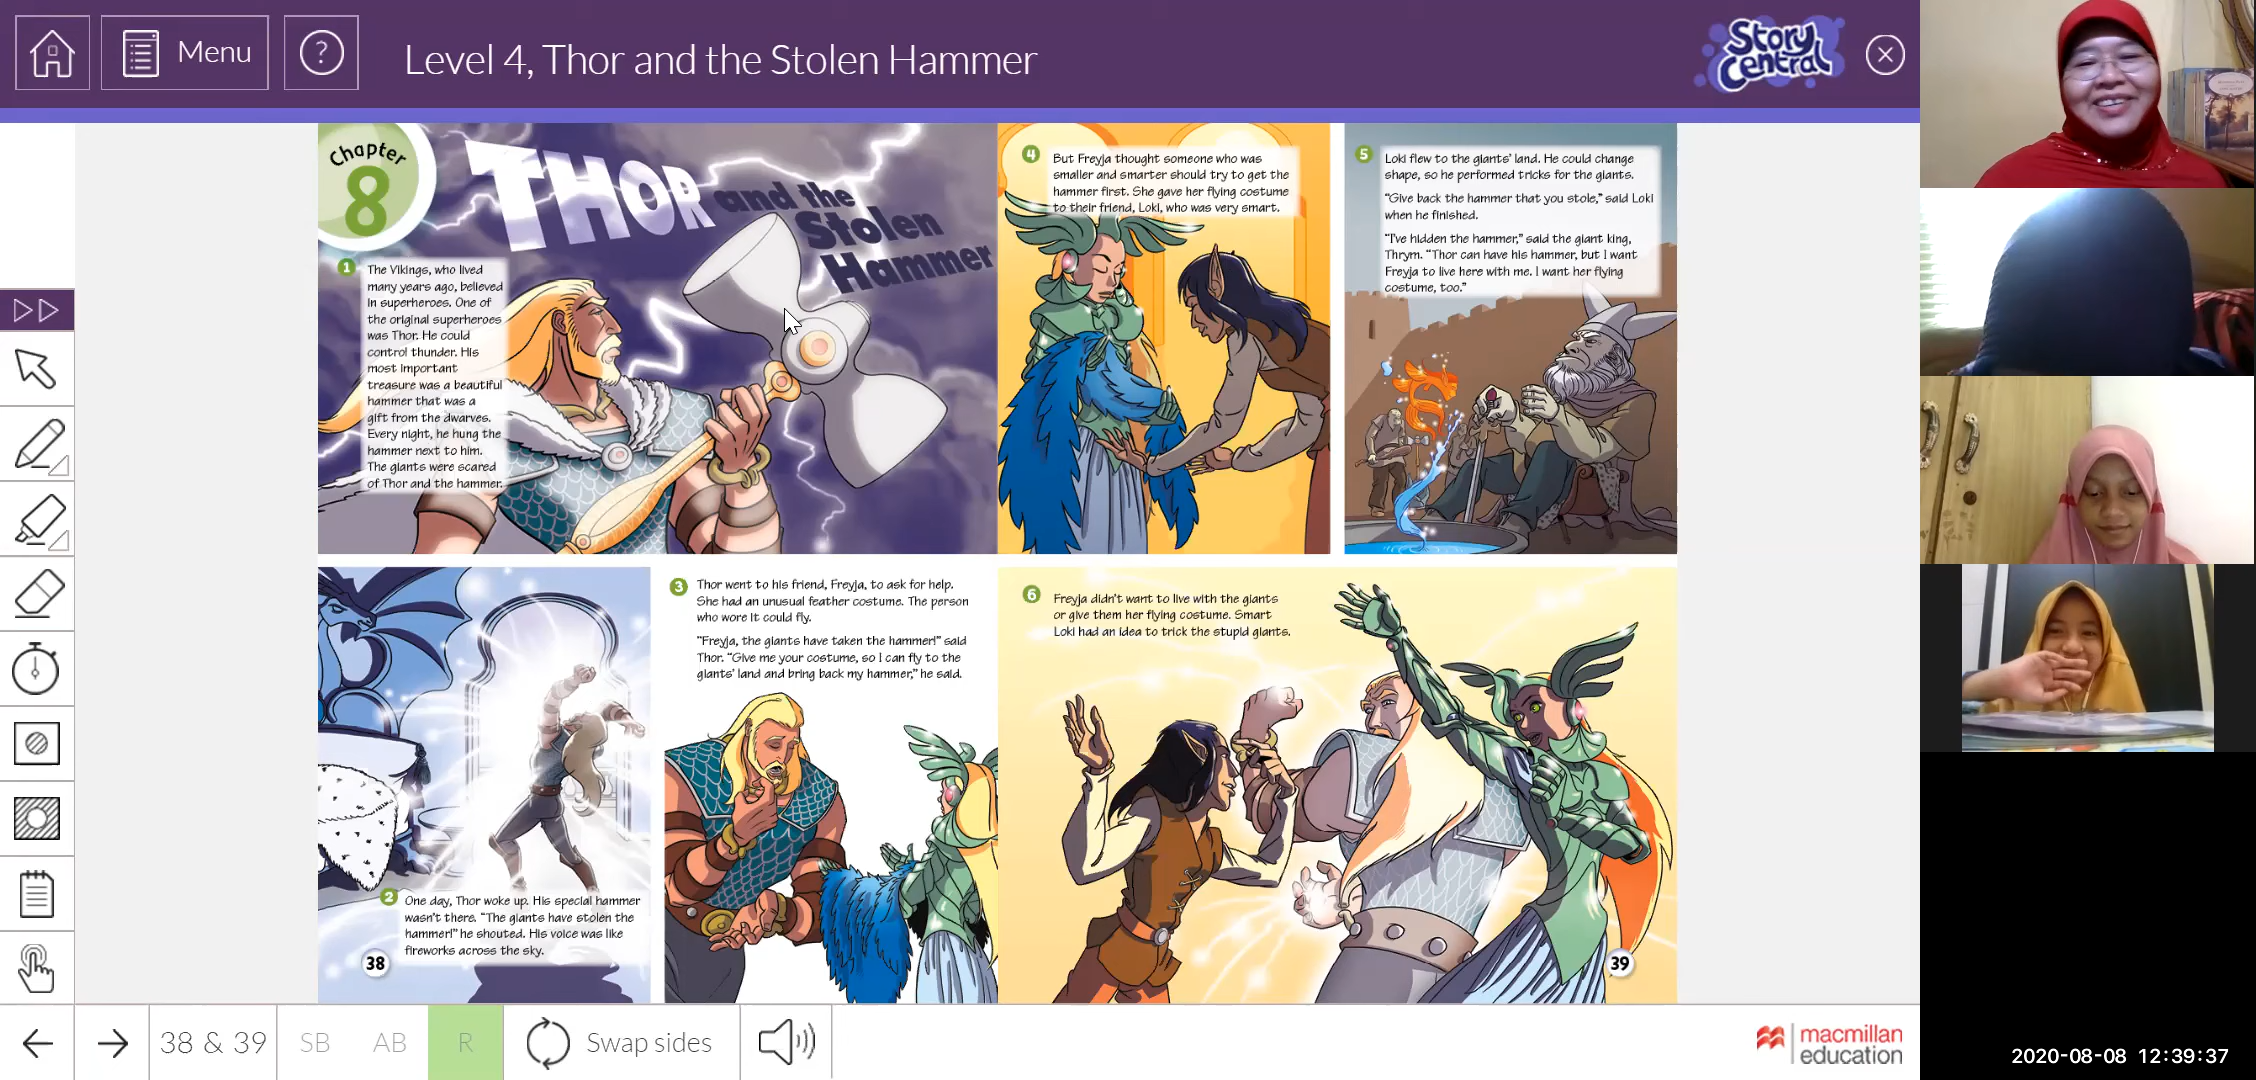 Menu
?
Level 4, Thor and the Stolen Hammer
Story
Central
Chapter
8
THOR and the
Stolen
Hammer
1
The Vikings, who lived
many years ago, believed
in superheroes. One of
the original superheroes
was Thor. He could
control thunder. His
most important
treasure was a beautiful
hammer that was a
gift from the dwarves.
Every night, he hung the
hammer next to him.
The giants were scared
of Thor and the hammer.
2
One day, Thor woke up. His special hammer
wasn't there. "The giants have stolen the
hammer!" he shouted. His voice was like
fireworks across the sky.
38
3
Thor went to his friend, Freyja, to ask for help.
She had an unusual feather costume. The person
who wore it could fly.
"Freyja, the giants have taken the hammer!" said
Thor. "Give me your costume, so I can fly to the
giants' land and bring back my hammer," he said.
4
But Freyja thought someone who was
smaller and smarter should try to get the
hammer first. She gave her flying costume
to their friend, Loki, who was very smart.
5
Loki flew to the giants' land. He could change
shape, so he performed tricks for the giants.
"Give back the hammer that you stole," said Loki
when he finished.
"I've hidden the hammer," said the giant king,
Thrym. "Thor can have his hammer, but I want
Freyja to live here with me. I want her flying
costume, too."
6
Freyja didn't want to live with the giants
or give them her flying costume. Smart
Loki had an idea to trick the stupid giants.
39
38 & 39
SB
AB
R
Swap sides
macmillan
education
2020-08-08 12:39:37